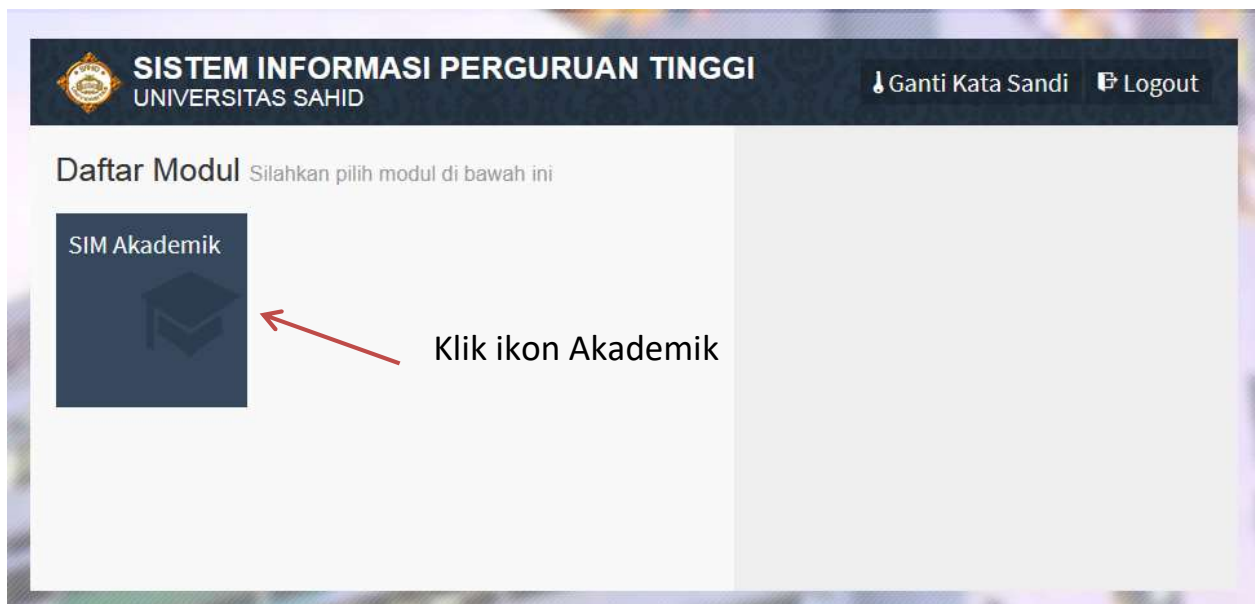 SISTEM INFORMASI PERGURUAN TINGGI
UNIVERSITAS SAHID
Ganti Kata Sandi
Logout
Daftar Modul Silahkan pilih modul di bawah ini
SIM Akademik
Klik ikon Akademik